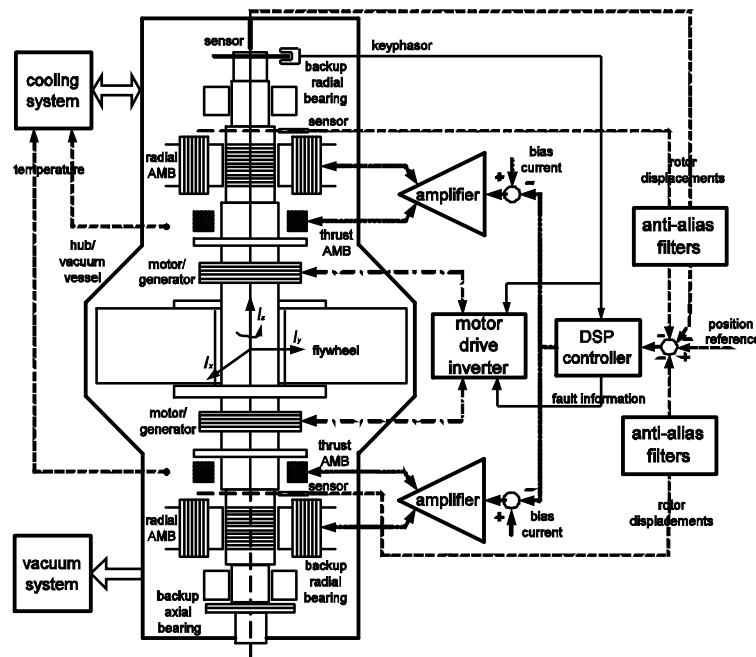 sensor
keyphasor
cooling
system
backup
radial
bearing
sensor
temperature
radial
AMB
bias
current
amplifier
rotor
displacements
anti-alias
filters
thrust
AMB
hub/
vacuum
vessel
motor/
generator
Iz
Iy
Ix
flywheel
motor
drive
inverter
DSP
controller
position
reference
fault information
motor/
generator
anti-alias
filters
thrust
AMB
sensor
amplifier
radial
AMB
bias
current
rotor
displacements
vacuum
system
backup
radial
bearing
backup
axial
bearing